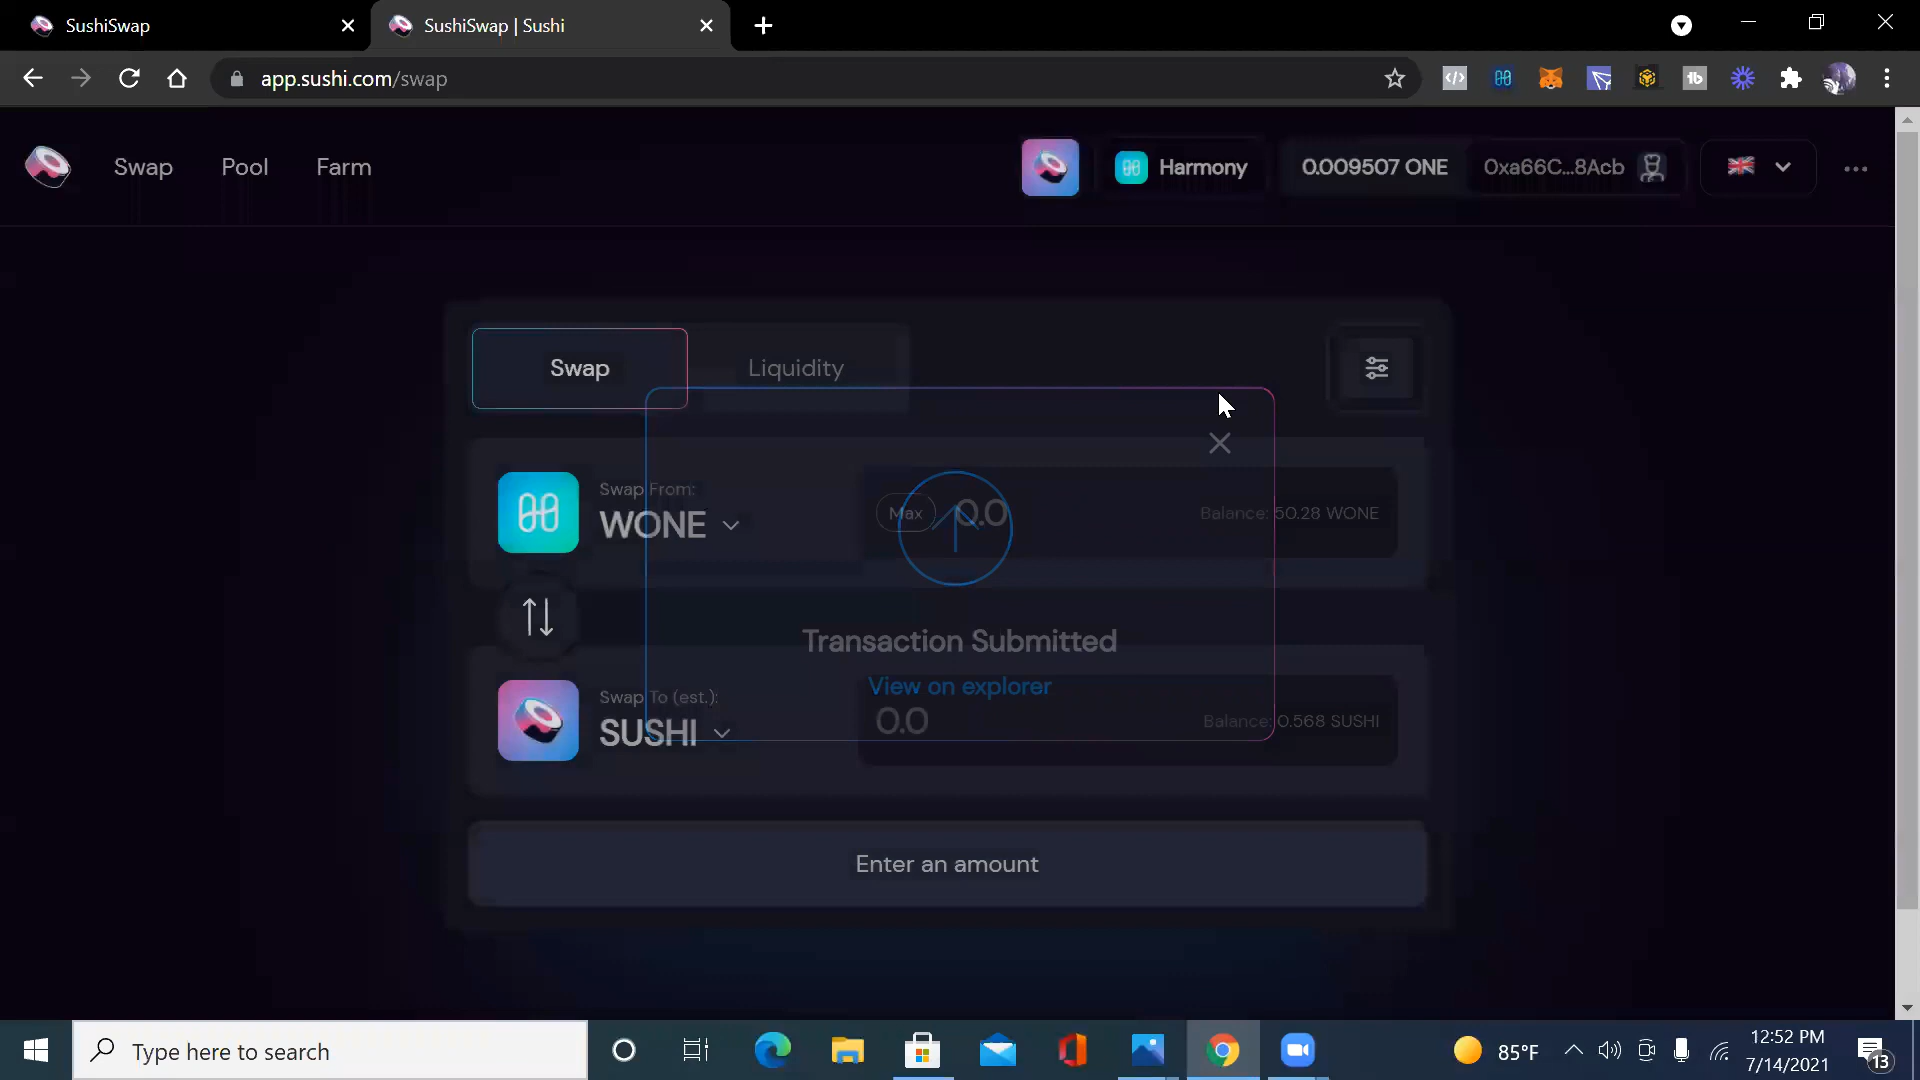 SushiSwap
SushiSwap | Sushi
app.sushi.com/swap
Swap
Pool
Farm
Harmony
0.009507 ONE
0xa66C...8Acb
Swap
Liquidity
Swap From:
WONE
Max
0.0
Balance: 50.28 WONE
Transaction Submitted
View on explorer
Swap To (est.):
SUSHI
0.0
Balance: 0.568 SUSHI
Enter an amount
Type here to search
85°F
12:52 PM
7/14/2021
13